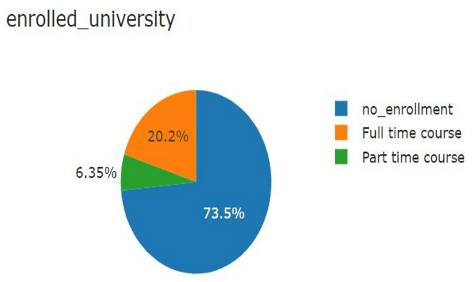 enrolled_university
no_enrollment
20.2%
Full time course
Part time course
6.35%
73.5%